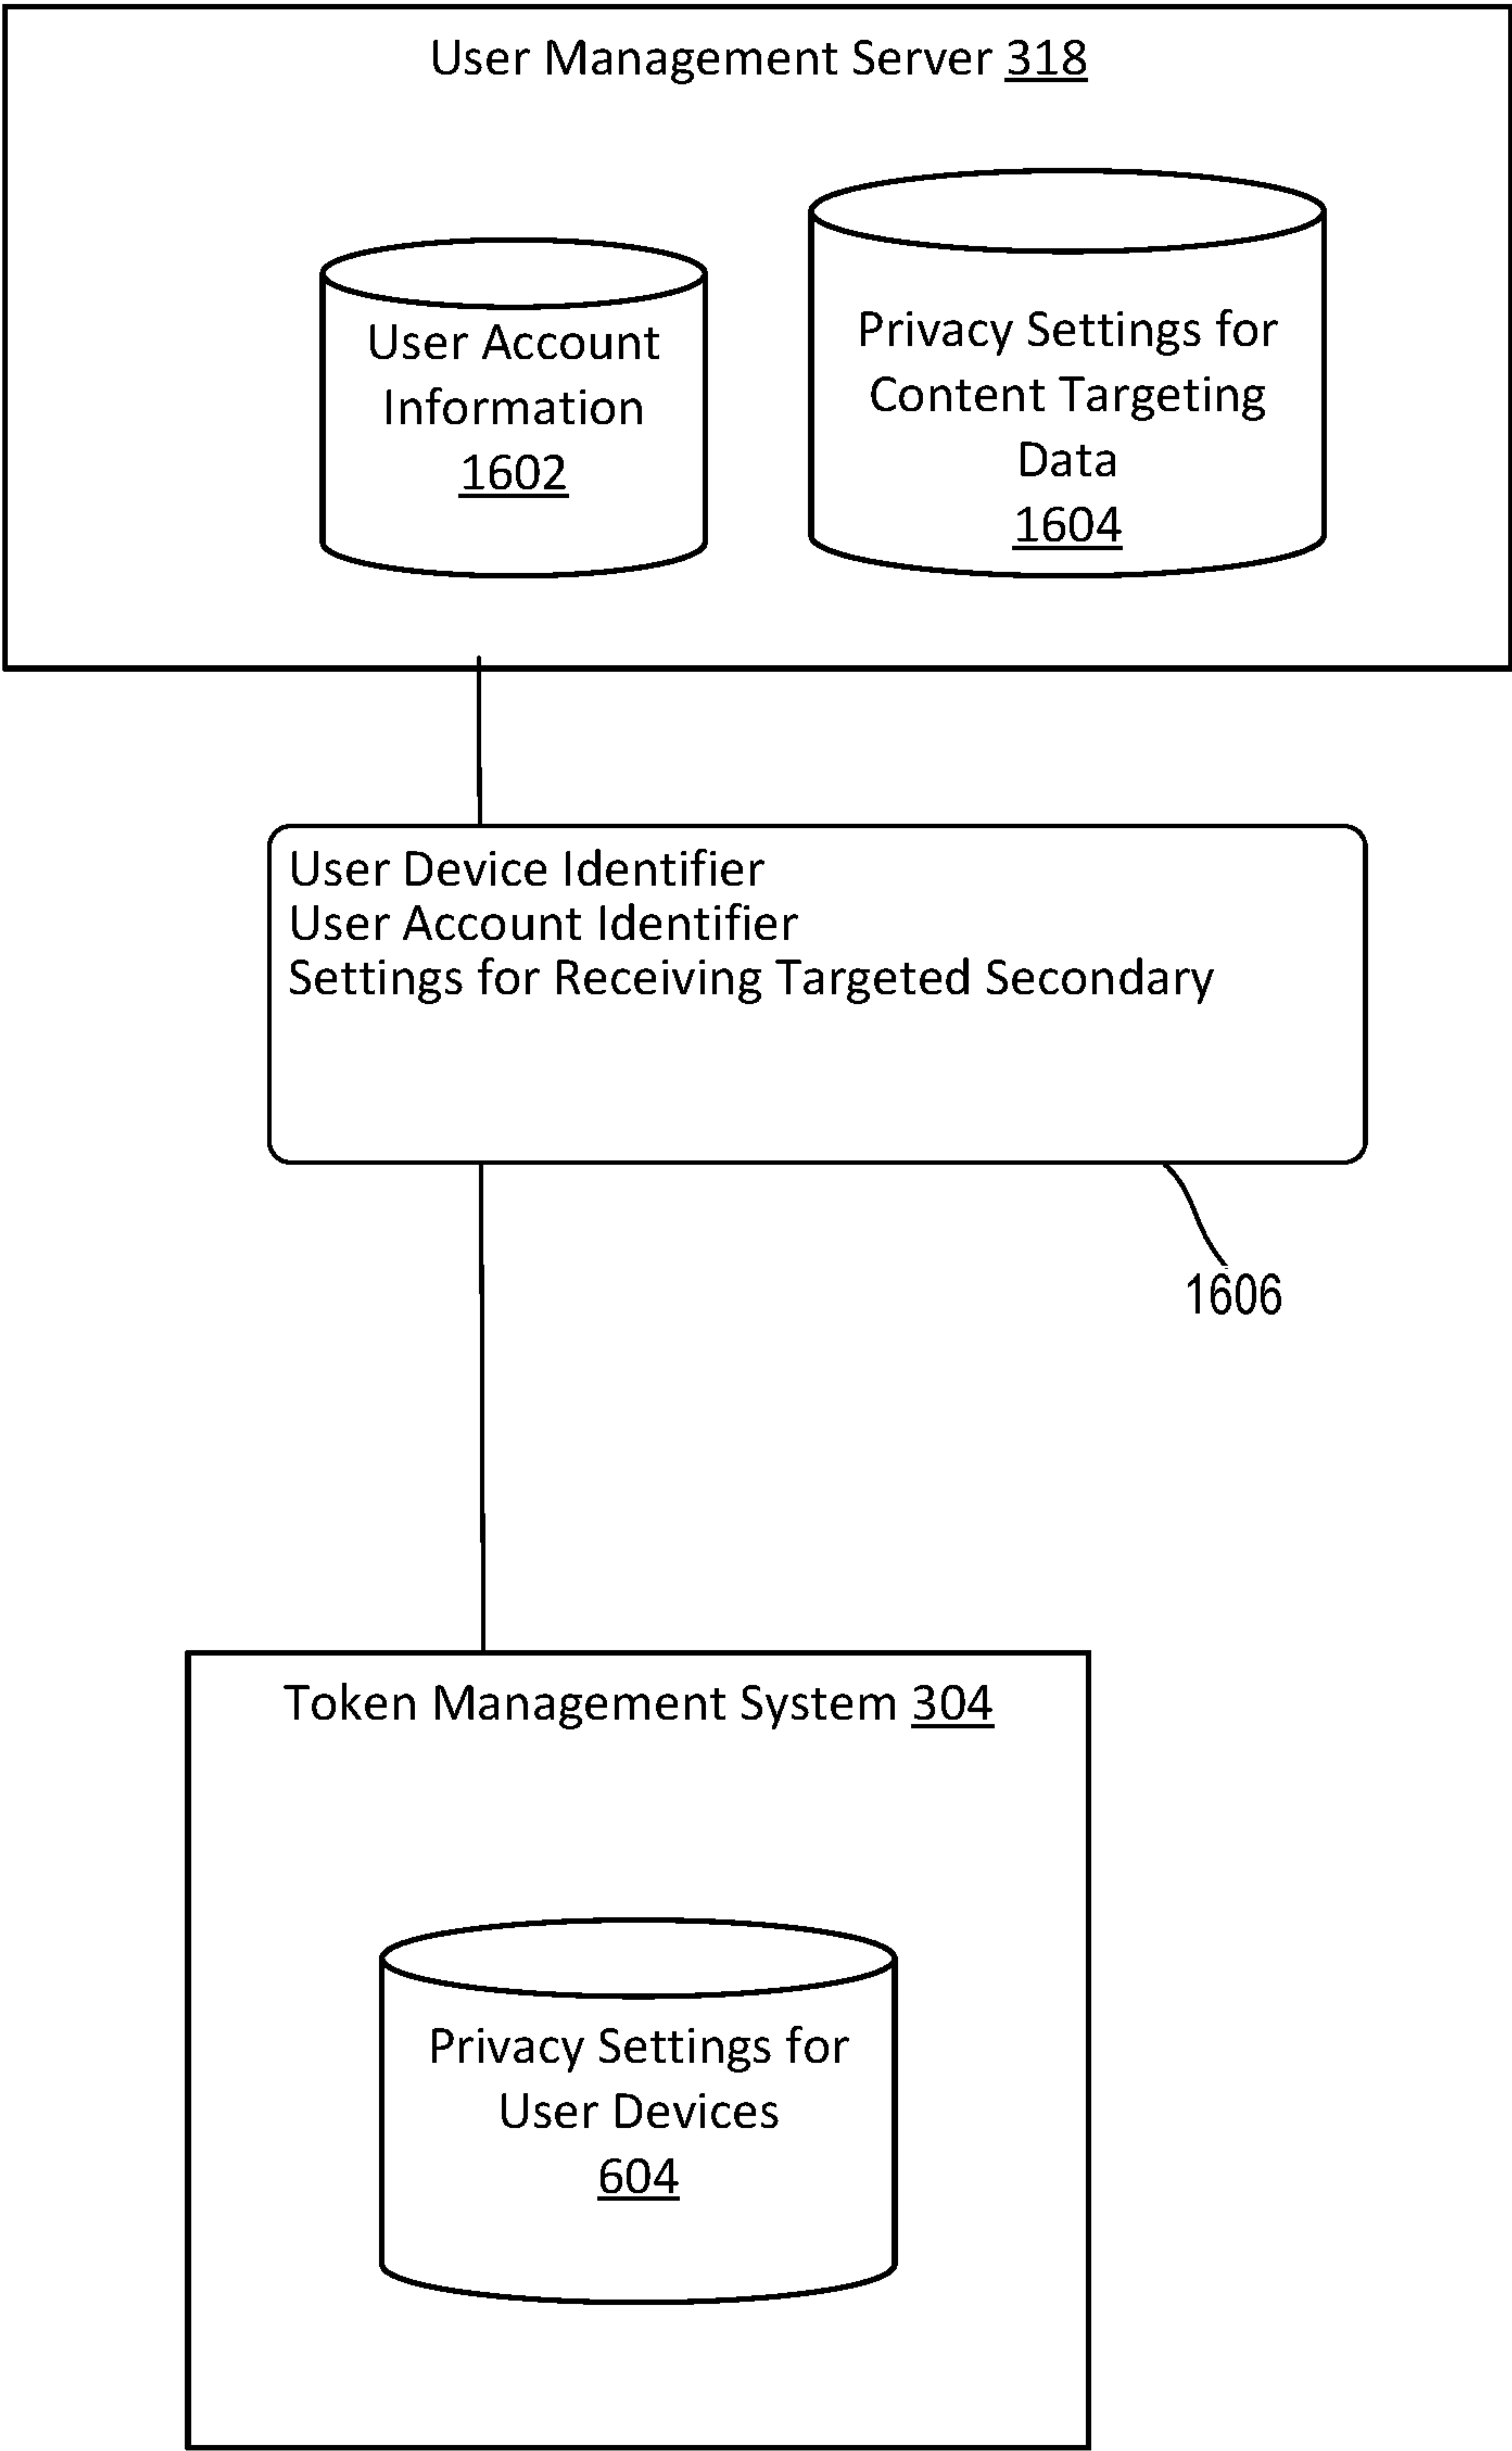 User Management Server 318
User Account
Information
1602
Privacy Settings for
Content Targeting
Data
1604
User Device Identifier
User Account Identifier
Settings for Receiving Targeted Secondary
1606
Token Management System 304
Privacy Settings for
User Devices
604